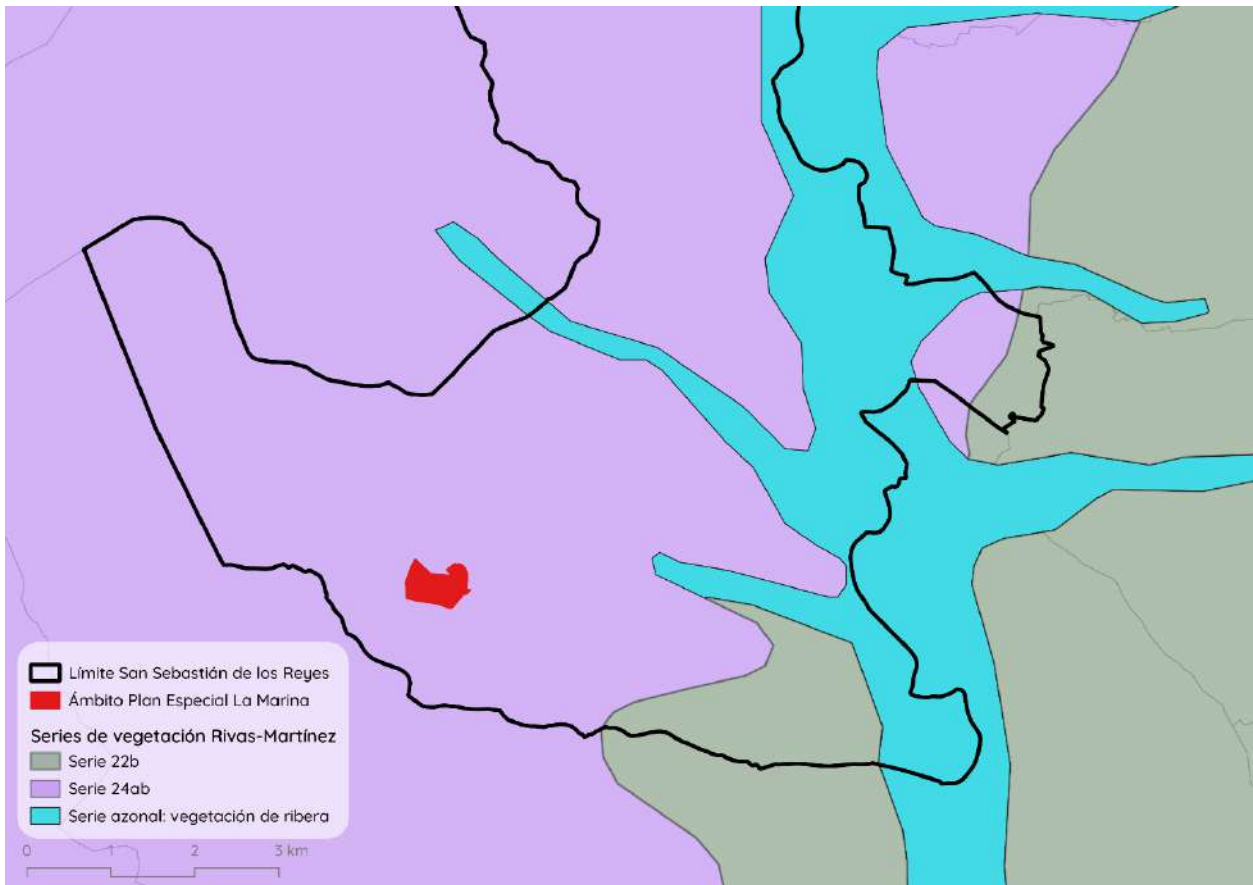 Límite San Sebastián de los Reyes
Ámbito Plan Especial La Marina
Series de vegetación Rivas-Martínez
Serie 22b
Serie 24ab
Serie azonal: vegetación de ribera
0 1 2 3 km